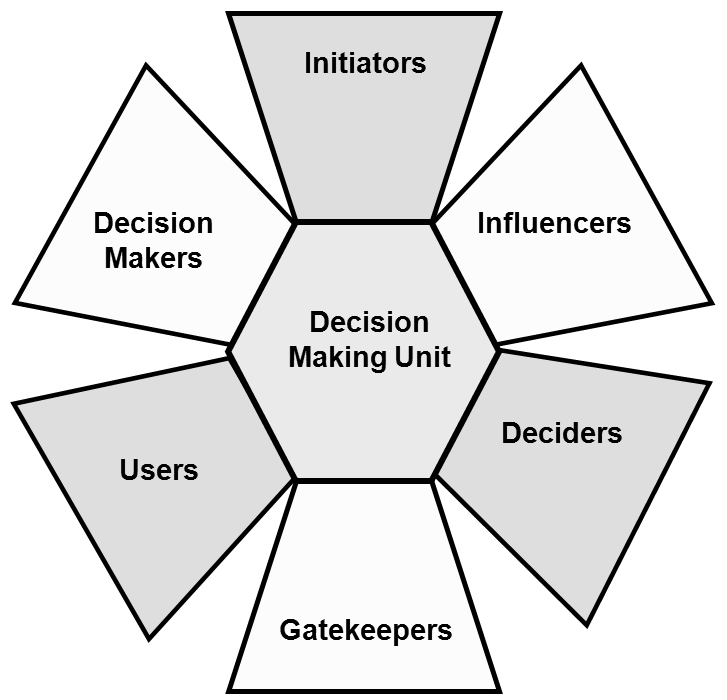 Initiators
Decision
Makers
Influencers
Decision
Making Unit
Deciders
Users
Gatekeepers